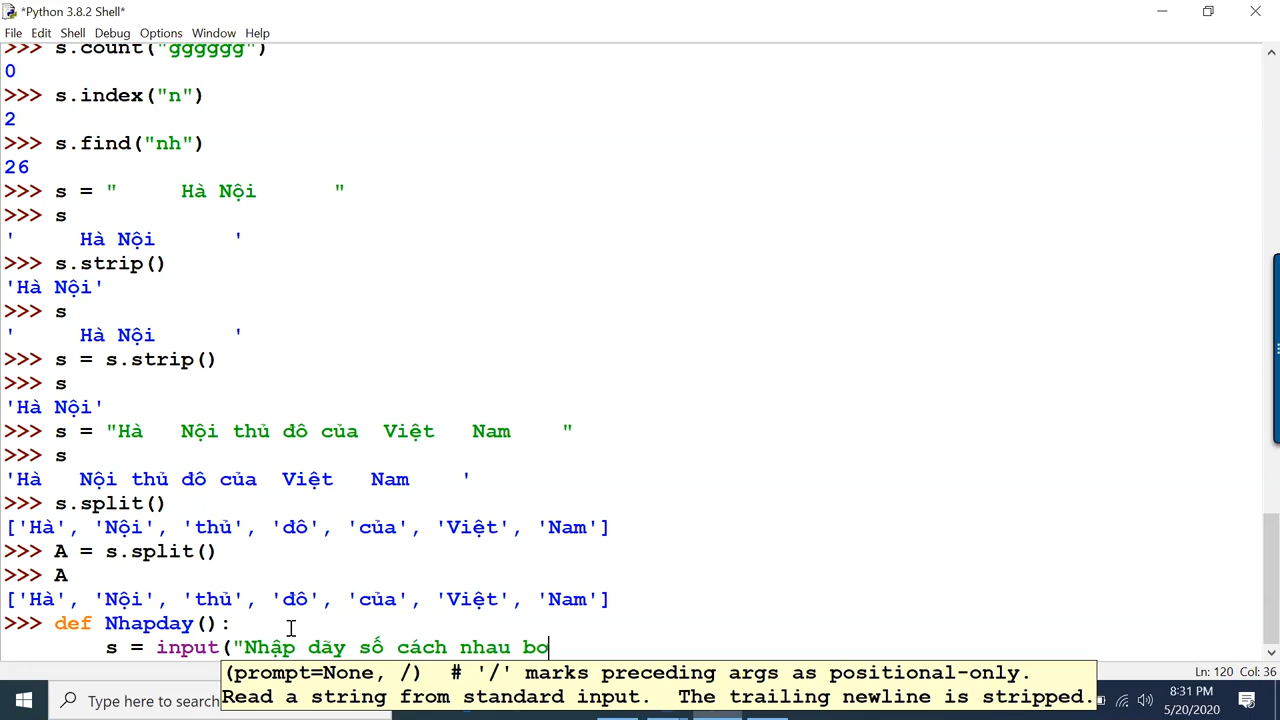 *Python 3.8.2 Shell*
File Edit Shell Debug Options Window Help
>>> s.count("gggggg")
0
>>> s.index("n")
2
>>> s.find("nh")
26
>>> s = "     Hà Nội      "
>>> s
'     Hà Nội      '
>>> s.strip()
'Hà Nội'
>>> s
'     Hà Nội      '
>>> s = s.strip()
>>> s
'Hà Nội'
>>> s = "Hà   Nội thủ đô của  Việt   Nam    "
>>> s
'Hà   Nội thủ đô của  Việt   Nam    '
>>> s.split()
['Hà', 'Nội', 'thủ', 'đô', 'của', 'Việt', 'Nam']
>>> A = s.split()
>>> A
['Hà', 'Nội', 'thủ', 'đô', 'của', 'Việt', 'Nam']
>>> def Nhapday():
s = input("Nhập dãy số cách nhau bo
(prompt=None, /)  # '/' marks preceding args as positional-only.
Read a string from standard input.  The trailing newline is stripped.
Ln: 120 Col: 36
Type here to search
8:31 PM
5/20/2020